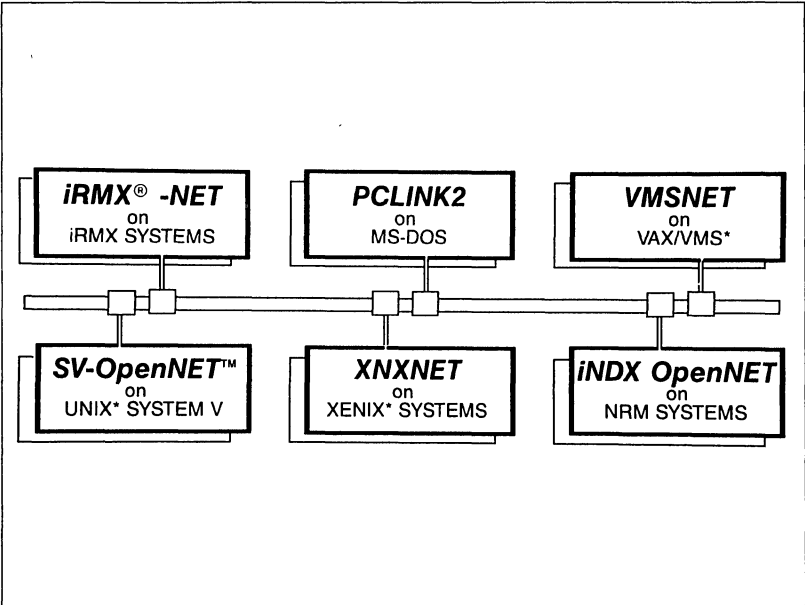 iRMX® -NET
on
iRMX SYSTEMS
PCLINK2
on
MS-DOS
VMSNET
on
VAX/VMS*
SV-OpenNET™
on
UNIX* SYSTEM V
XNXNET
on
XENIX* SYSTEMS
iNDX OpenNET
on
NRM SYSTEMS